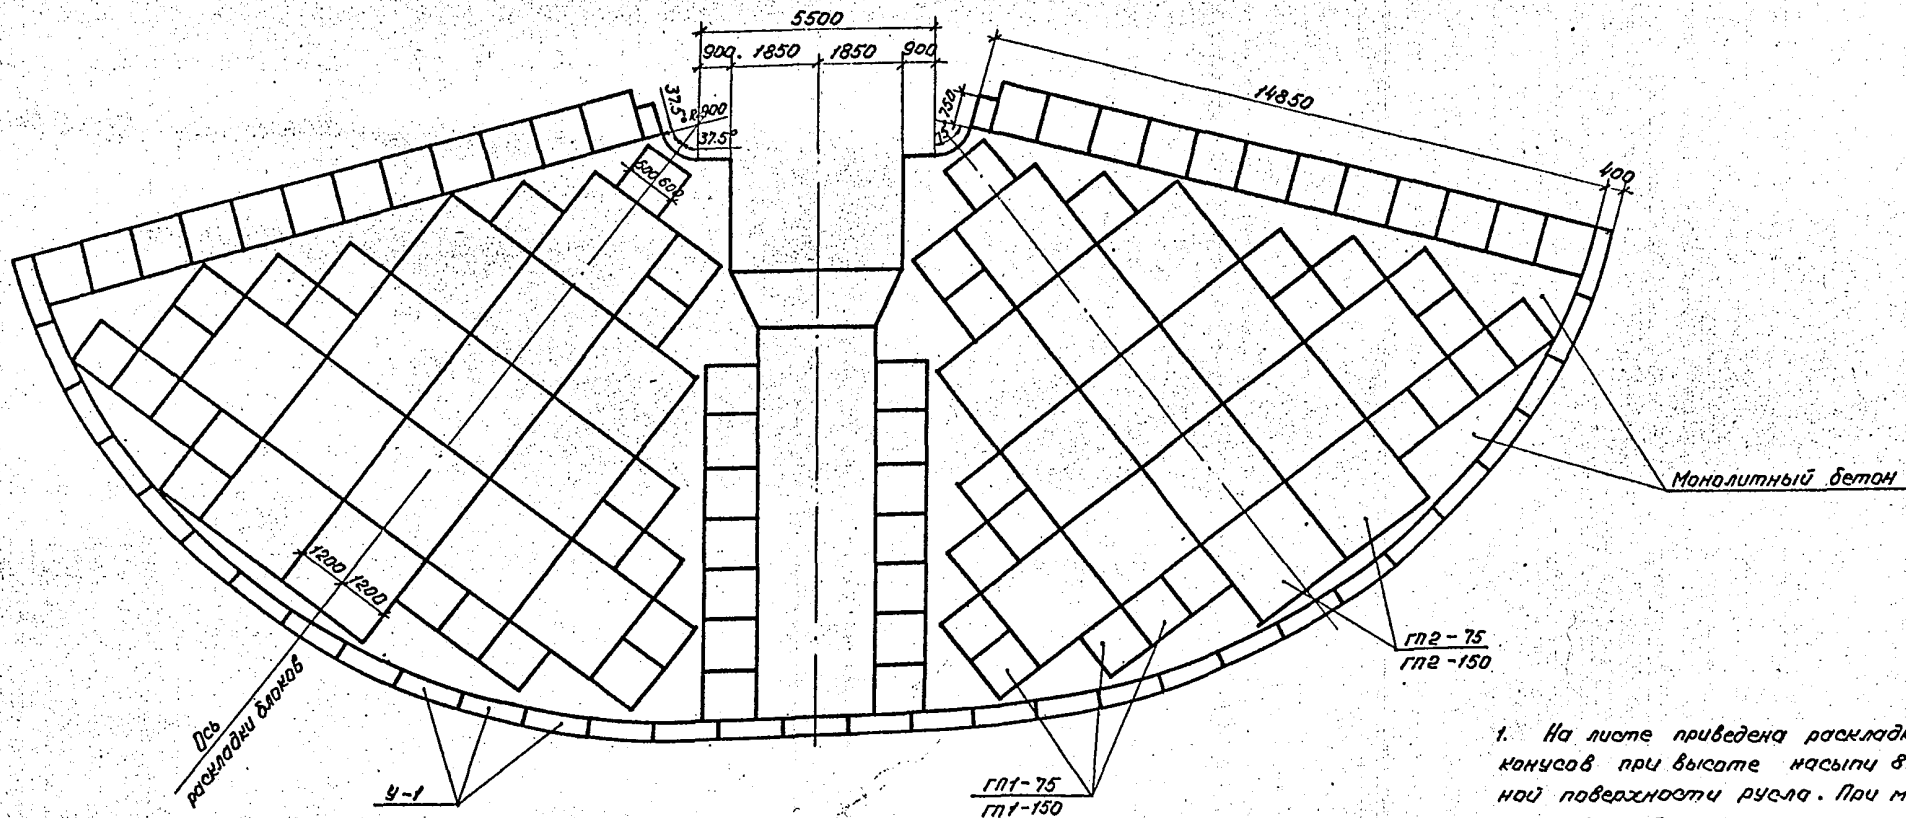 5500
900 1850 1850 900
37.5°
R-900
37.5°
750
75°
14850
400
600 600
1200 1200
Ось
раскладки блоков
У-1
ГП1-75
ГП1-150
ГП2-75
ГП2-150
Монолитный бетон
1. На листе приведена расклад
конусов при высоте насыпи 8
ной поверхности русла. При м